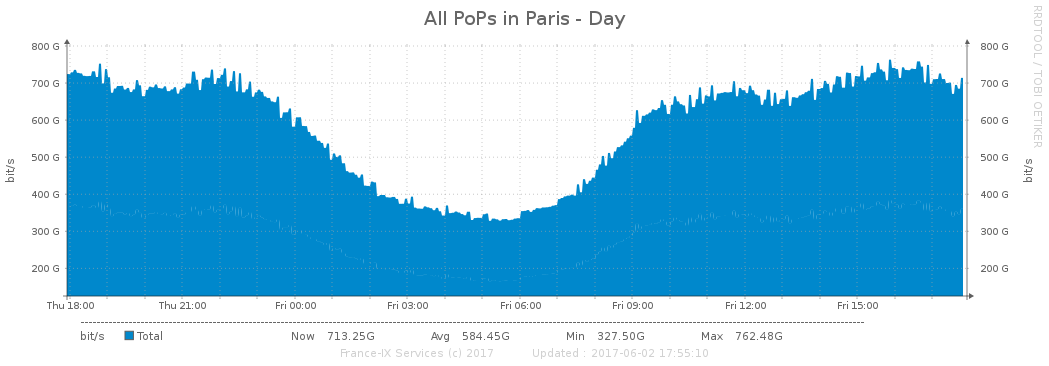 All PoPs in Paris - Day
RRDTOOL / TOBI OETIKER
800 G 800 G
700 G 700 G
600 G 600 G
500 G 500 G
400 G 400 G
300 G 300 G
200 G 200 G
bit/s bit/s
Thu 18:00 Thu 21:00 Fri 00:00 Fri 03:00 Fri 06:00 Fri 09:00 Fri 12:00 Fri 15:00
bit/s Total Now 713.25G Avg 584.45G Min 327.50G Max 762.48G
France-IX Services (c) 2017 Updated : 2017-06-02 17:55:10